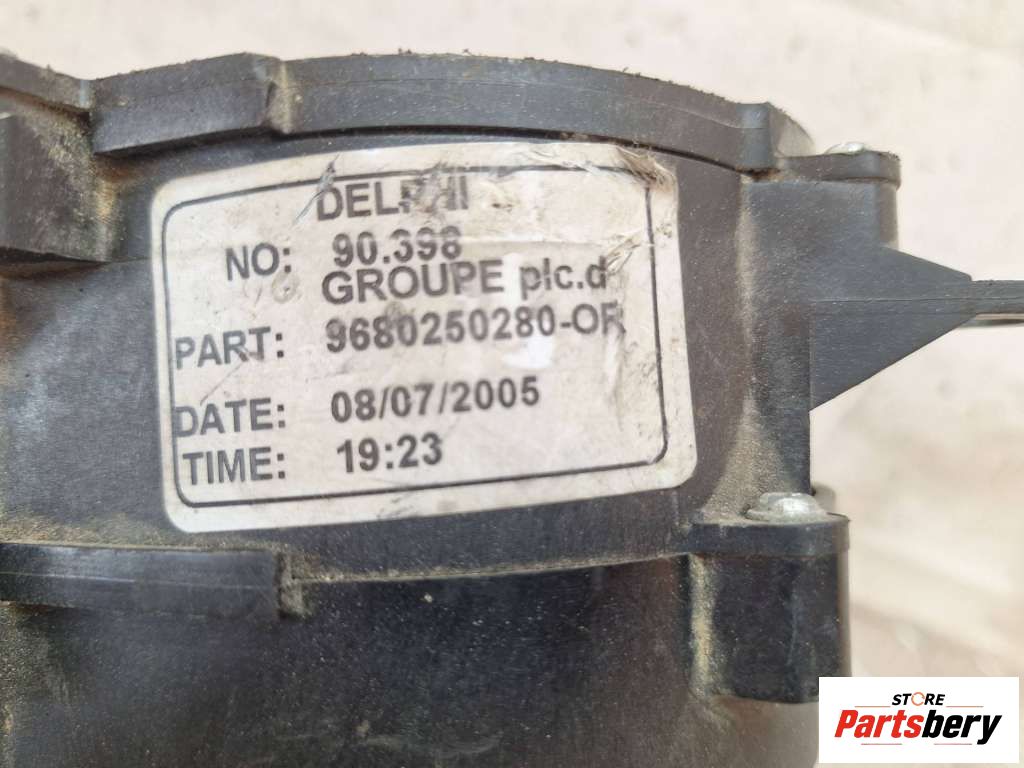 DELPHI
NO: 90.398
GROUPE plc.d
PART: 9680250280-OR
DATE: 08/07/2005
TIME: 19:23
STORE
Partsbery